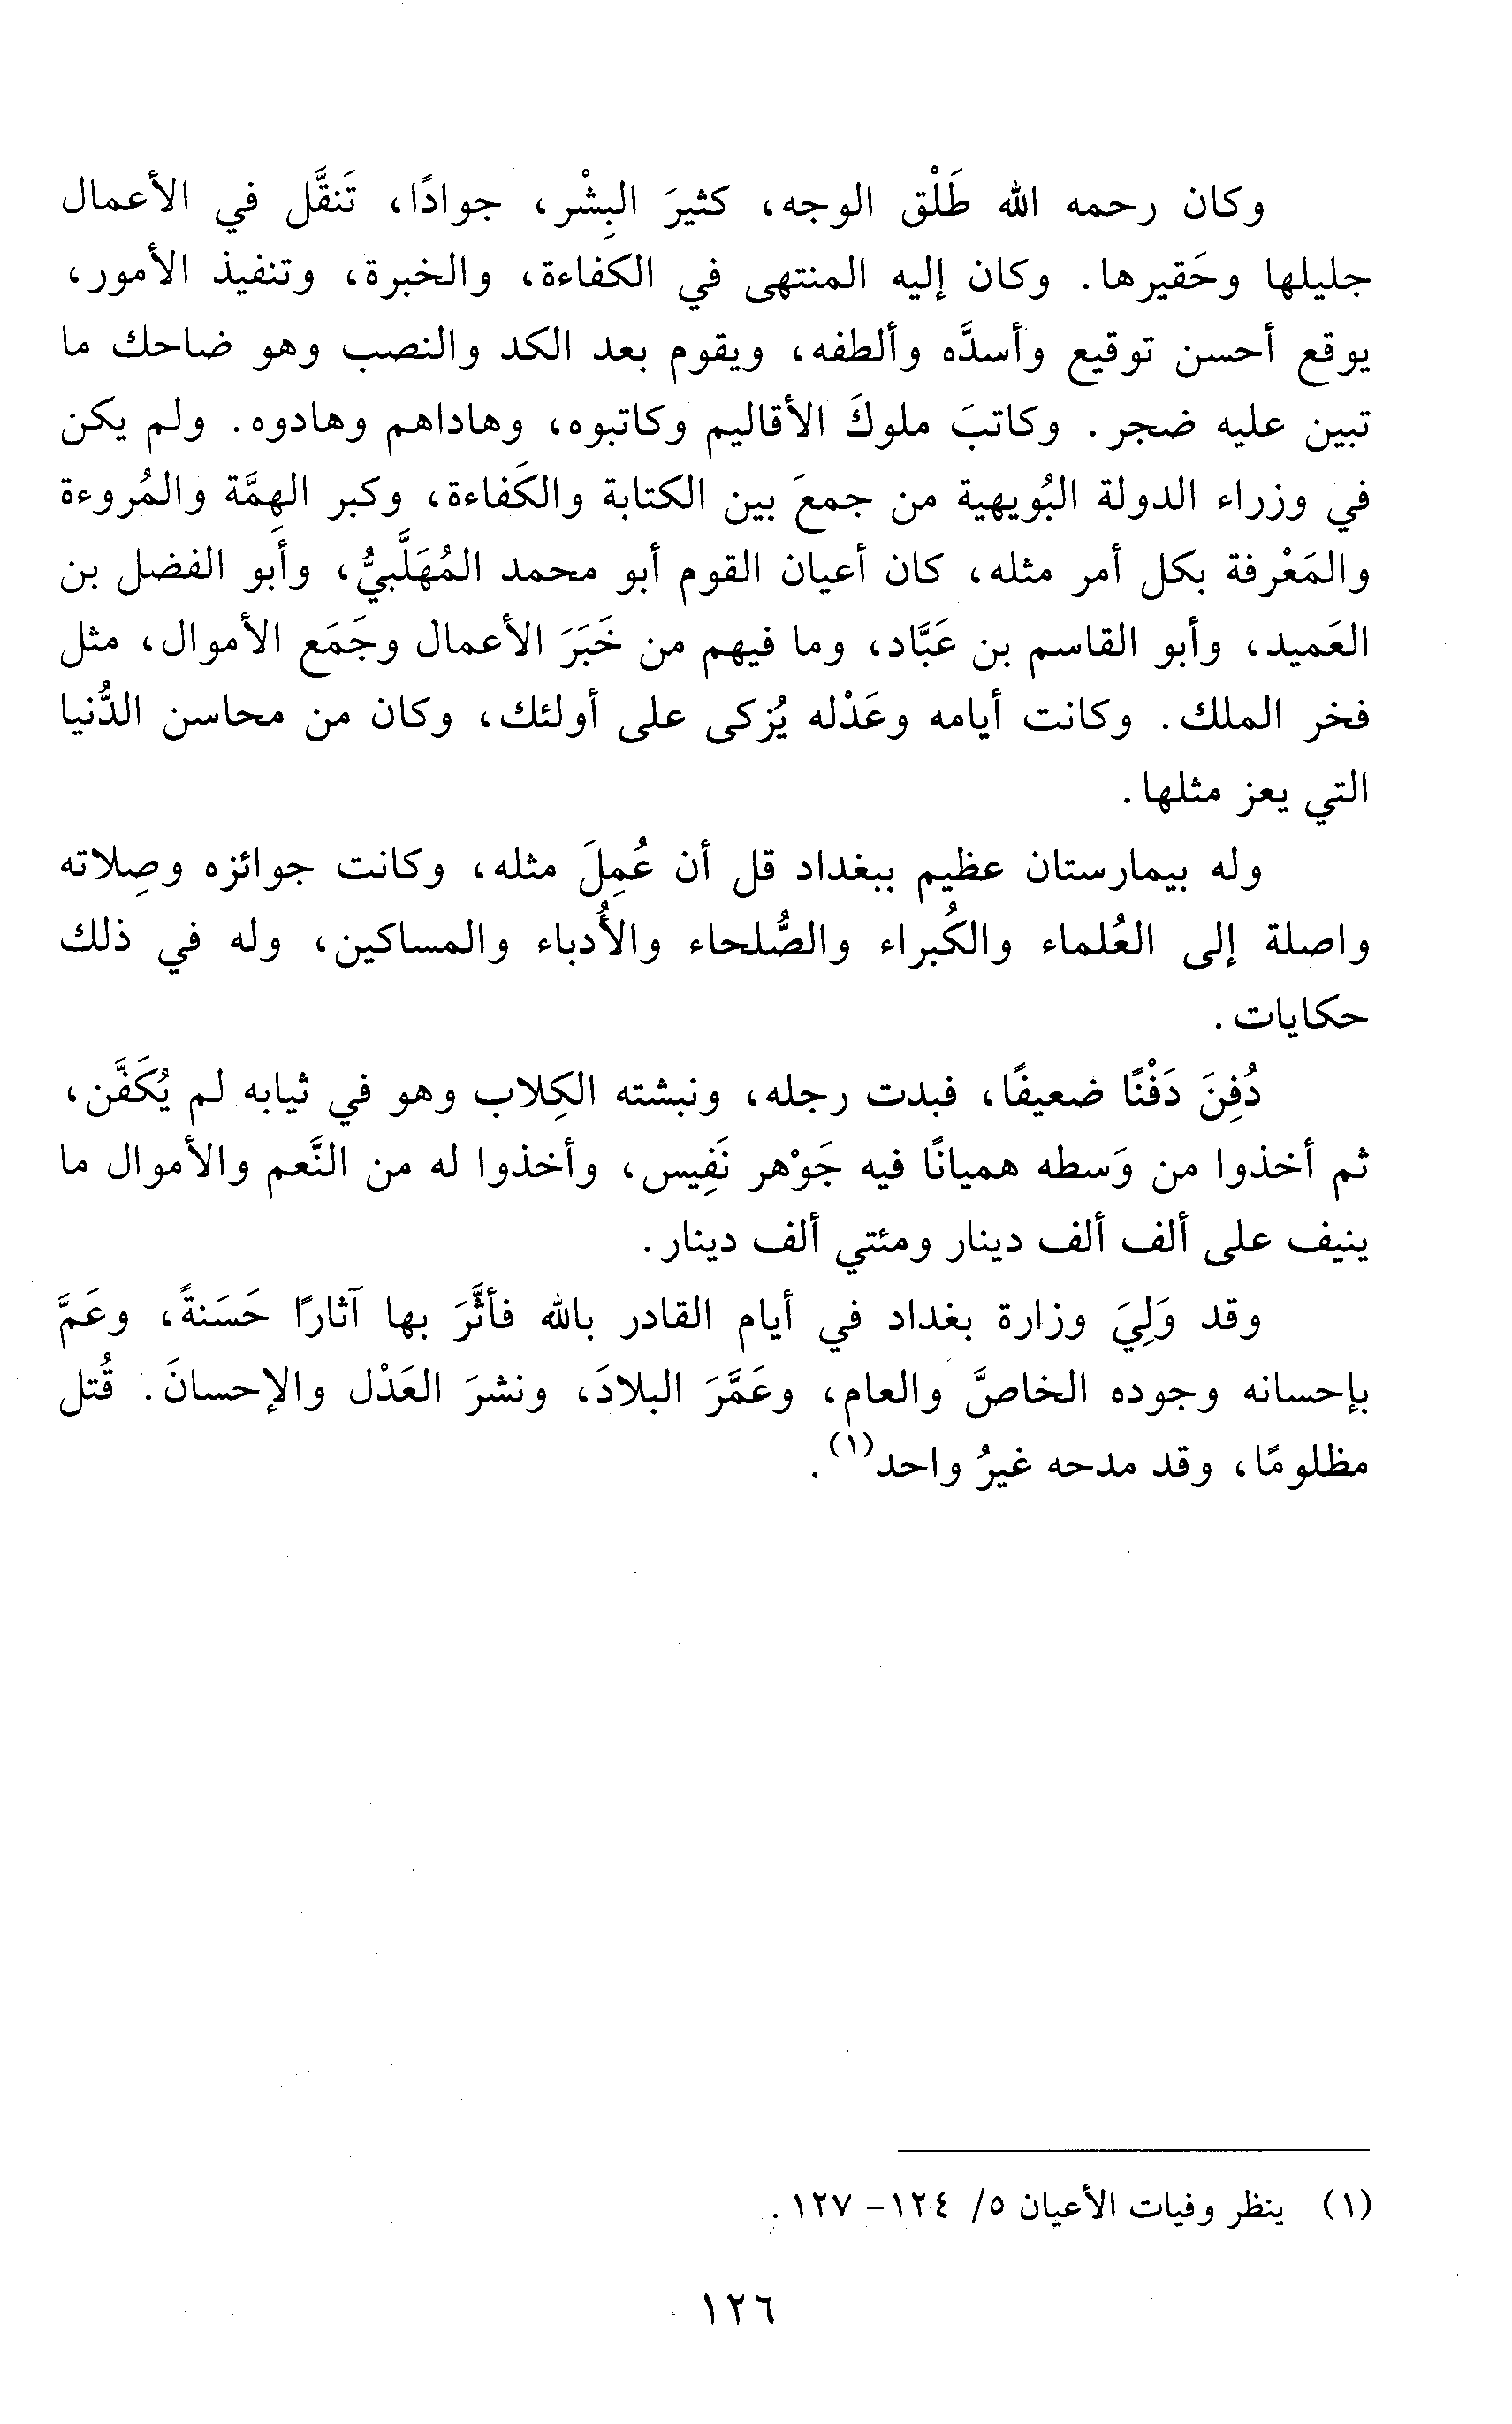 وكان رحمه الله طَلْق الوجه، كثيرَ البِشْر، جوادًا، تَنقَّل في الأعمال
جليلها وحَقيرها. وكان إليه المنتهى في الكفاءة، والخبرة، وتنفيذ الأمور،
يوقع أحسن توقيع وأسدَّه وألطفه، ويقوم بعد الكد والنصب وهو ضاحك ما
تبين عليه ضجر. وكاتبَ ملوكَ الأقاليم وكاتبوه، وهاداهم وهادوه. ولم يكن
في وزراء الدولة البُويهية من جمعَ بين الكتابة والكَفاءة، وكبر الهِمَّة والمُروءة
والمَعْرفة بكل أمر مثله، كان أعيان القوم أبو محمد المُهَلَّبيُّ، وأبو الفضل بن
العَميد، وأبو القاسم بن عَبَّاد، وما فيهم من خَبَرَ الأعمال وجَمَع الأموال، مثل
فخر الملك. وكانت أيامه وعَدْله يُزكى على أولئك، وكان من محاسن الدُّنيا
التي يعز مثلها.
وله بيمارستان عظيم ببغداد قل أن عُمِلَ مثله، وكانت جوائزه وصِلاته
واصلة إلى العُلماء والكُبراء والصُّلحاء والأُدباء والمساكين، وله في ذلك
حكايات.
دُفِنَ دَفْنًا ضعيفًا، فبدت رجله، ونبشته الكِلاب وهو في ثيابه لم يُكَفَّن،
ثم أخذوا من وَسطه هميانًا فيه جَوْهر نَفِيس، وأخذوا له من النَّعم والأموال ما
ينيف على ألف ألف دينار ومئتي ألف دينار.
وقد وَلِيَ وزارة بغداد في أيام القادر بالله فأثَّرَ بها آثارًا حَسَنةً، وعَمَّ
بإحسانه وجوده الخاصَّ والعام، وعَمَّرَ البلادَ، ونشرَ العَدْل والإحسانَ. قُتل
مظلومًا، وقد مدحه غيرُ واحد(١).
(١) ينظر وفيات الأعيان ٥/ ١٢٤- ١٢٧.
١٢٦